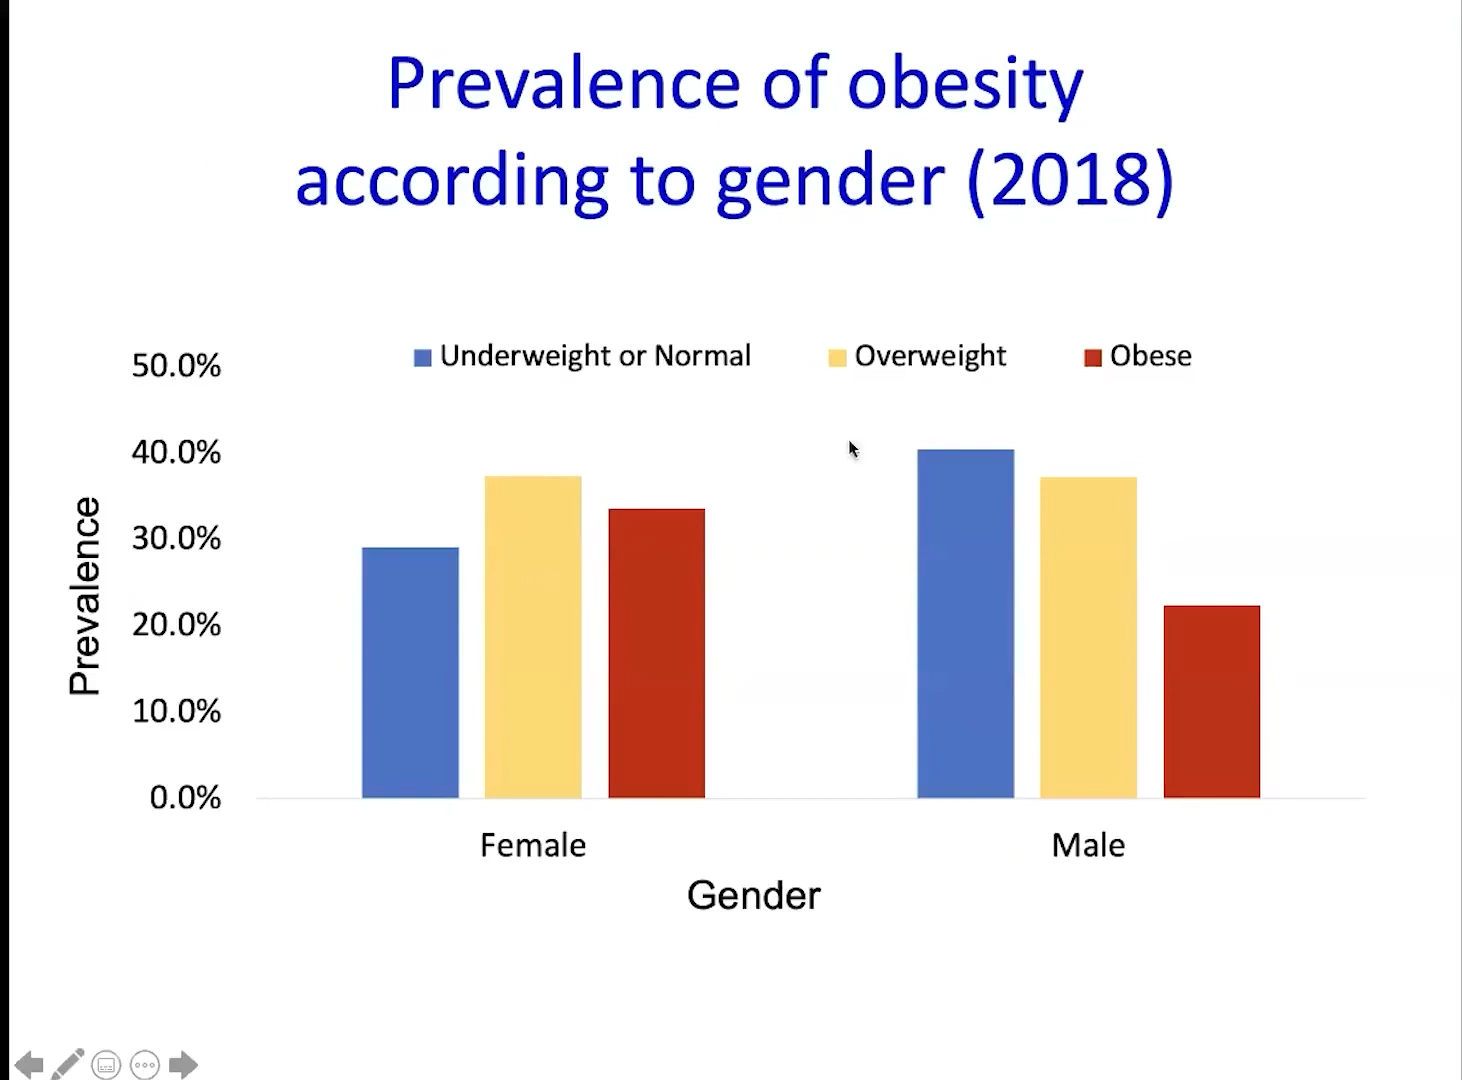 Prevalence of obesity
according to gender (2018)
Underweight or Normal
Overweight
Obese
50.0%
40.0%
30.0%
20.0%
10.0%
0.0%
Prevalence
Female
Male
Gender